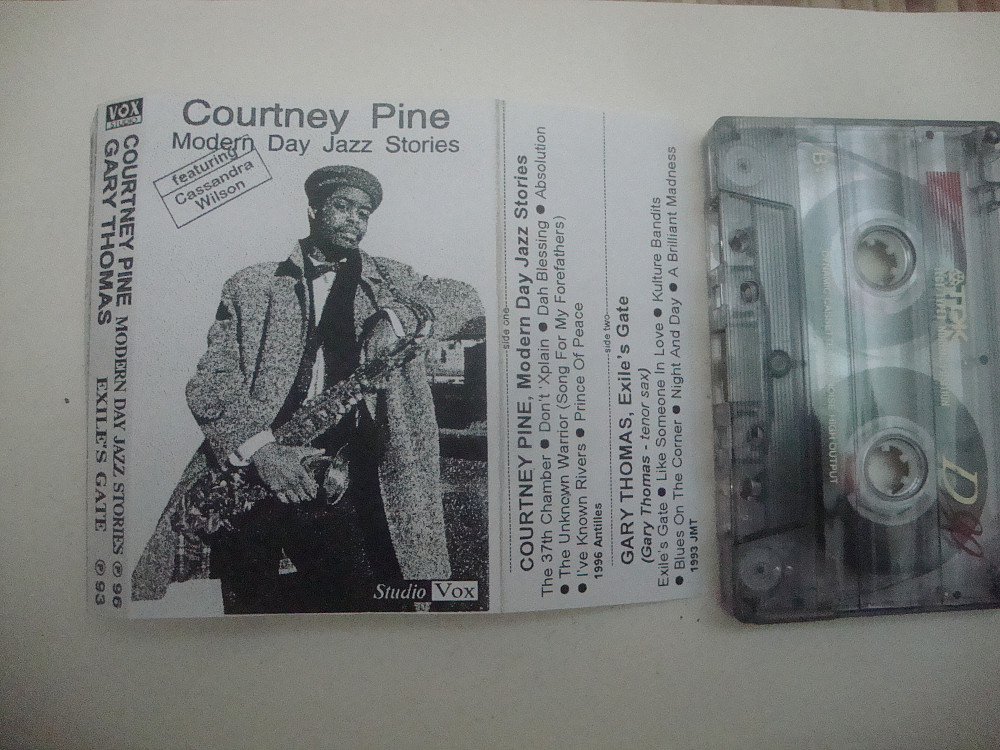 VOX
STUDIO
COURTNEY PINE MODERN DAY JAZZ STORIES ℗ 96
GARY THOMAS EXILE'S GATE ℗ 93
Courtney Pine
Modern Day Jazz Stories
featuring
Cassandra
Wilson
Studio Vox
side one
COURTNEY PINE, Modern Day Jazz Stories
The 37th Chamber ● Don't 'Xplain ● Dah Blessing ● Absolution
● The Unknown Warrior (Song For My Forefathers)
● I've Known Rivers ● Prince Of Peace
1996 Antilles
side two
GARY THOMAS, Exile's Gate
(Gary Thomas - tenor sax)
Exile's Gate ● Like Someone In Love ● Kulture Bandits
● Blues On The Corner ● Night And Day ● A Brilliant Madness
1993 JMT
B
TDK
HIGH OUTPUT
D
90